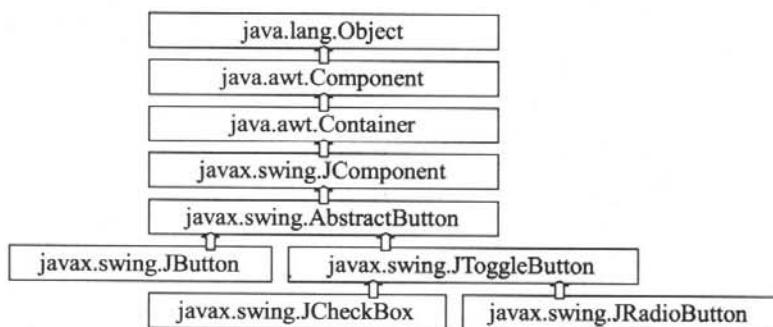 java.lang.Object
java.awt.Component
java.awt.Container
javax.swing.JComponent
javax.swing.AbstractButton
javax.swing.JButton
javax.swing.JToggleButton
javax.swing.JCheckBox
javax.swing.JRadioButton